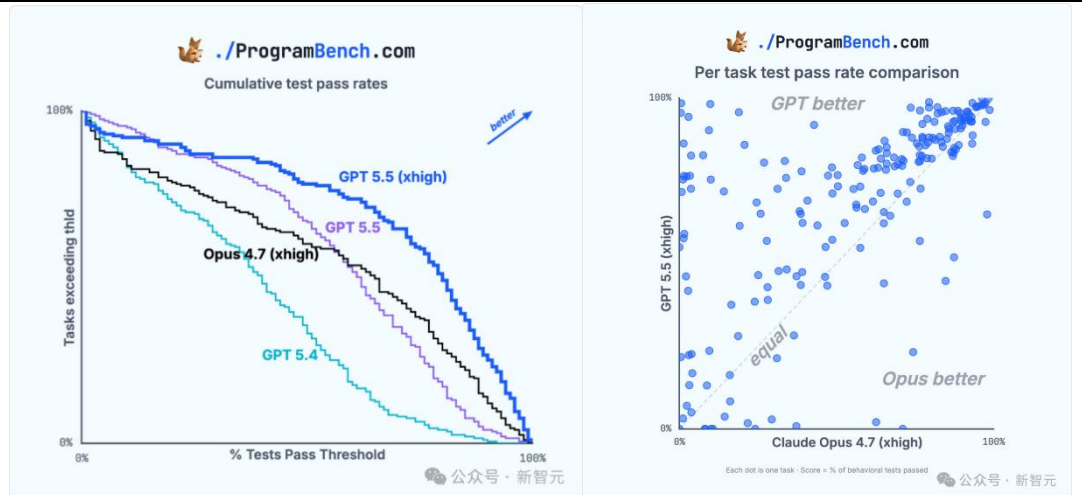 ./ProgramBench.com
Cumulative test pass rates
100%
better
GPT 5.5 (xhigh)
GPT 5.5
Opus 4.7 (xhigh)
GPT 5.4
Tasks exceeding thld
0%
0%
% Tests Pass Threshold
100%
公众号 · 新智元
./ProgramBench.com
Per task test pass rate comparison
100%
GPT better
GPT 5.5 (xhigh)
equal
Opus better
0%
0%
Claude Opus 4.7 (xhigh)
100%
Each dot is one task · Score = % of behavioral tests passed
公众号 · 新智元